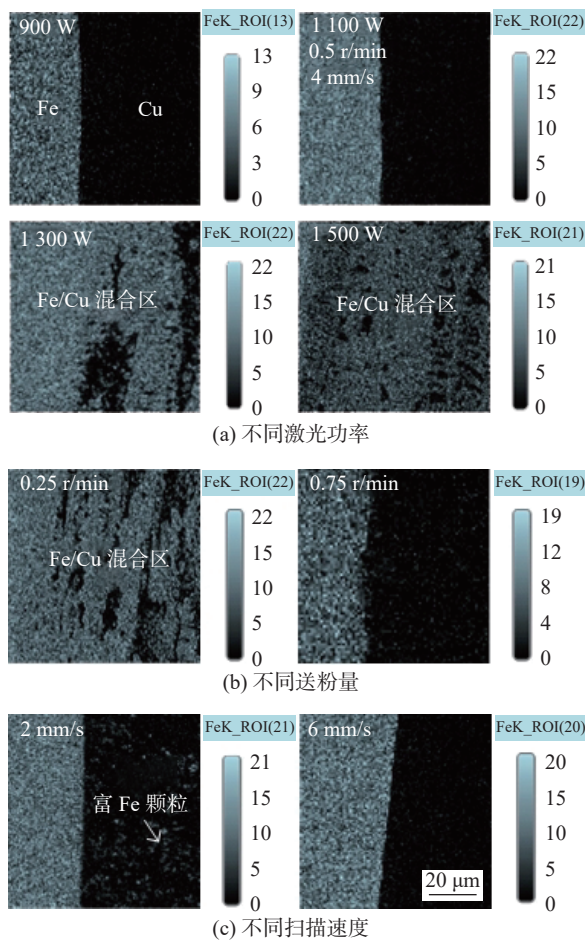 900 W
FeK_ROI(13)
13
9
6
3
0
Fe
Cu
1 100 W
0.5 r/min
4 mm/s
FeK_ROI(22)
22
15
10
5
0
1 300 W
FeK_ROI(22)
22
15
10
5
0
Fe/Cu 混合区
1 500 W
FeK_ROI(21)
21
15
10
5
0
Fe/Cu 混合区
(a) 不同激光功率
0.25 r/min
FeK_ROI(22)
22
15
10
5
0
Fe/Cu 混合区
0.75 r/min
FeK_ROI(19)
19
12
8
4
0
(b) 不同送粉量
2 mm/s
FeK_ROI(21)
21
15
10
5
0
富 Fe 颗粒
6 mm/s
FeK_ROI(20)
20
15
10
5
0
20 μm
(c) 不同扫描速度